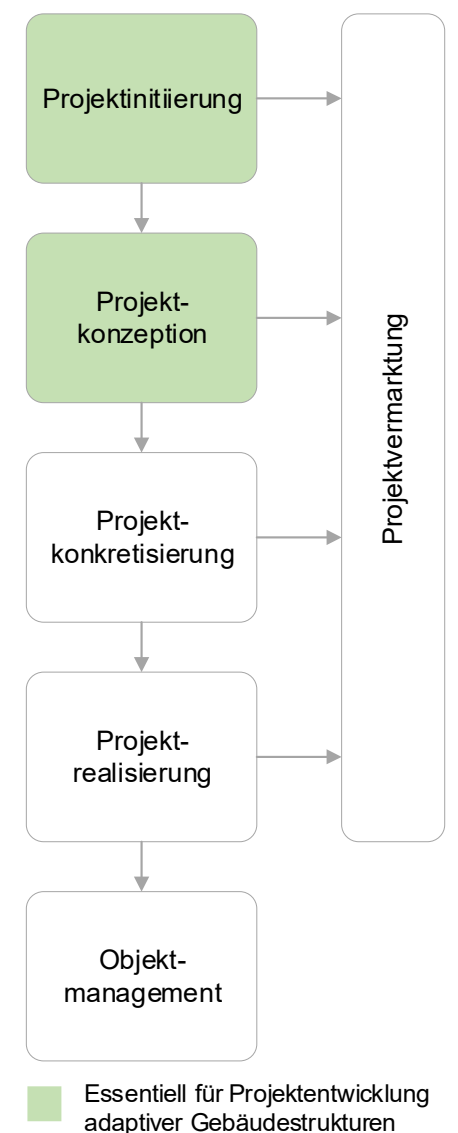 Projektinitiierung
Projekt-
konzeption
Projekt-
konkretisierung
Projekt-
realisierung
Objekt-
management
Projektvermarktung
Essentiell für Projektentwicklung
adaptiver Gebäudestrukturen